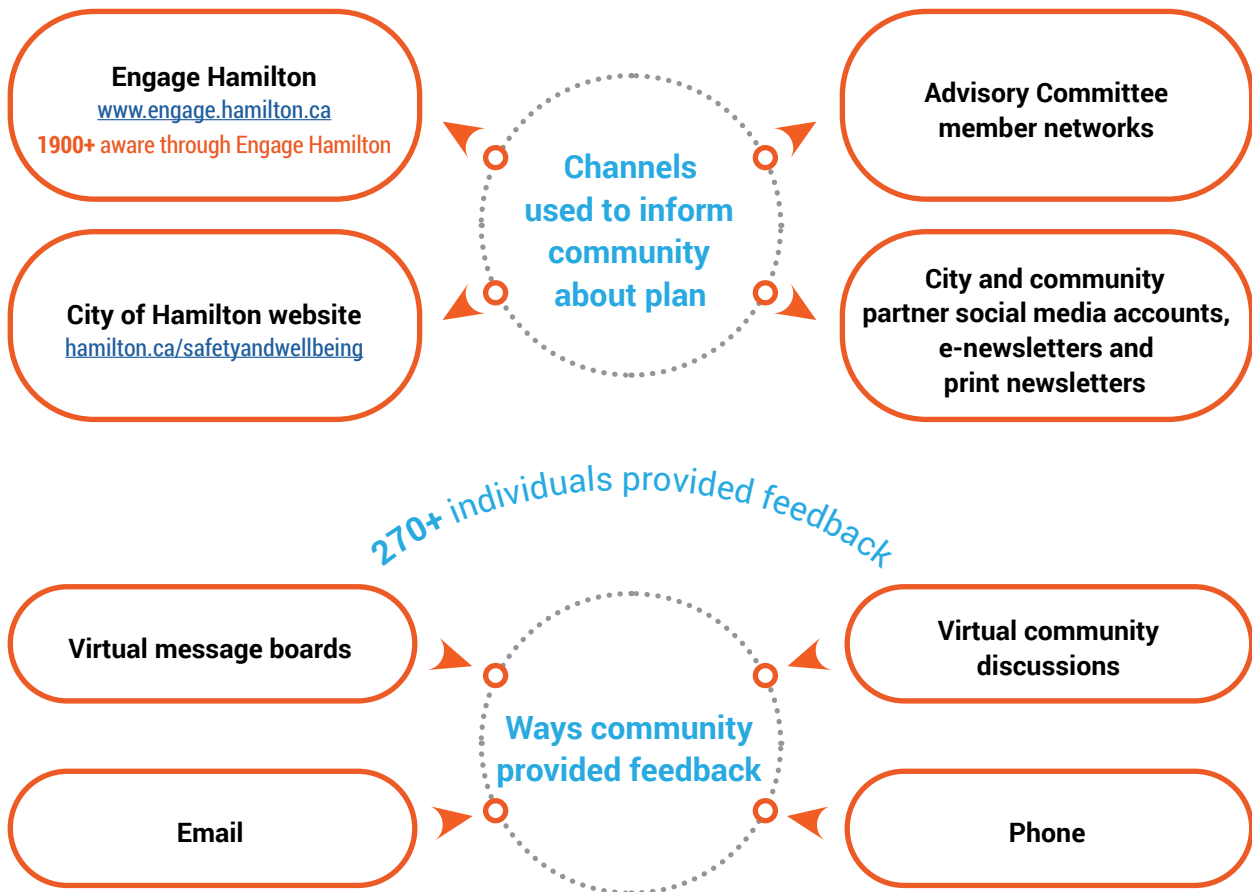 Engage Hamilton
www.engage.hamilton.ca
1900+ aware through Engage Hamilton
Advisory Committee
member networks
Channels
used to inform
community
about plan
City of Hamilton website
hamilton.ca/safetyandwellbeing
City and community
partner social media accounts,
e-newsletters and
print newsletters
270+ individuals provided feedback
Virtual message boards
Virtual community
discussions
Ways community
provided feedback
Email
Phone